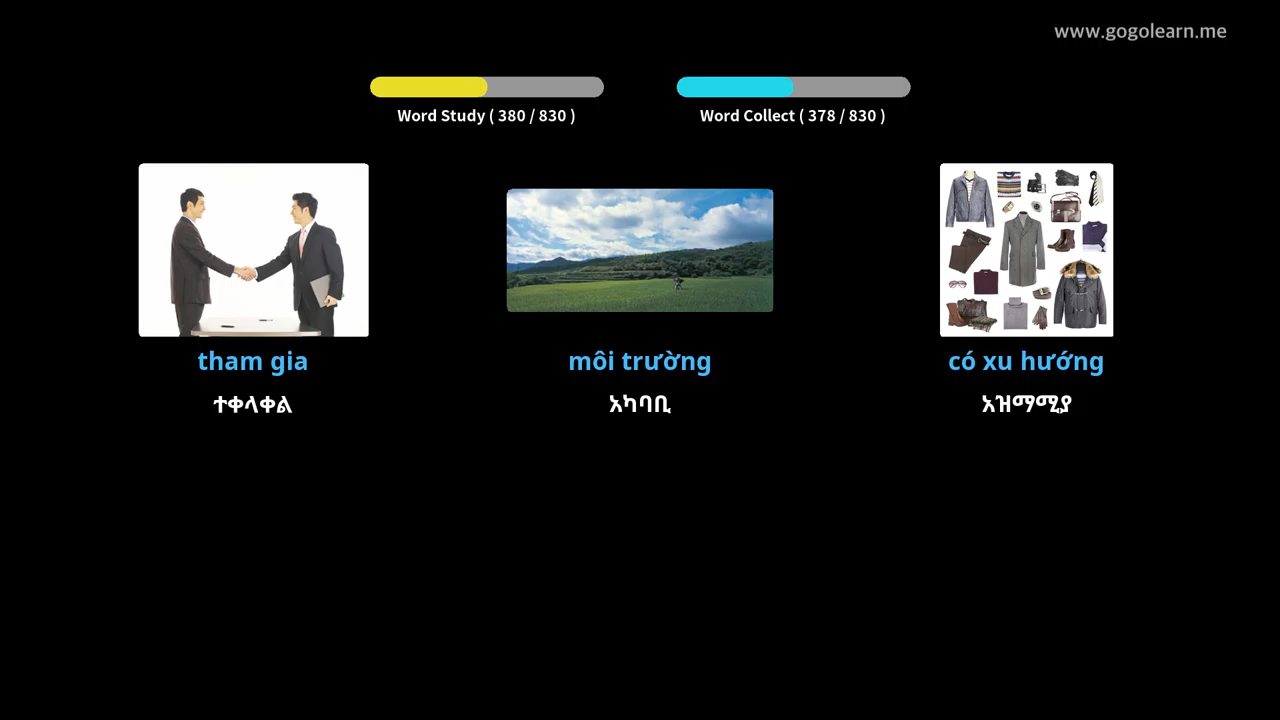 www.gogolearn.me
Word Study ( 380 / 830 )
Word Collect ( 378 / 830 )
tham gia
ተቀላቀል
môi trường
አካባቢ
có xu hướng
አዝማሚያ